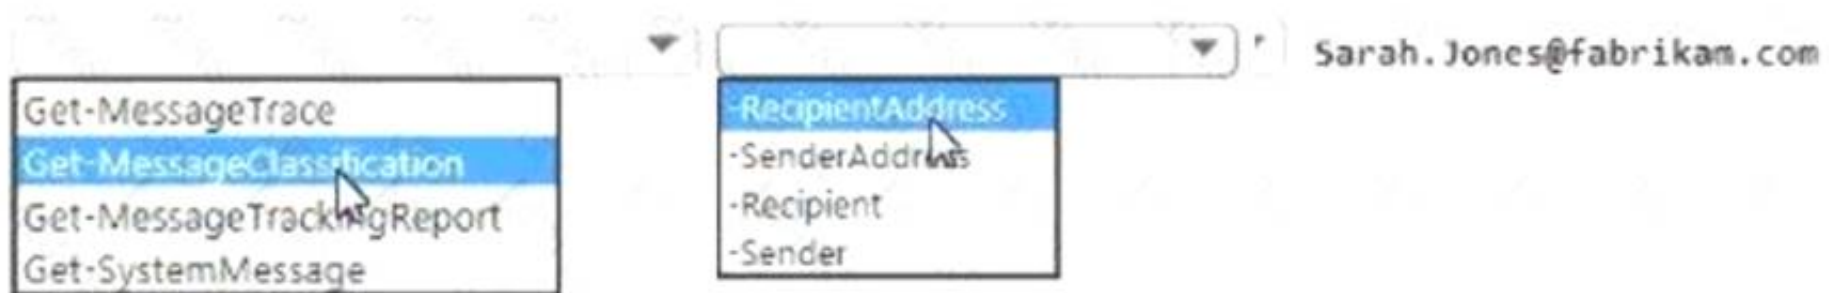 Sarah.Jones@fabrikam.com
Get-MessageTrace
Get-MessageClassification
Get-MessageTrackingReport
Get-SystemMessage
-RecipientAddress
-SenderAddress
-Recipient
-Sender